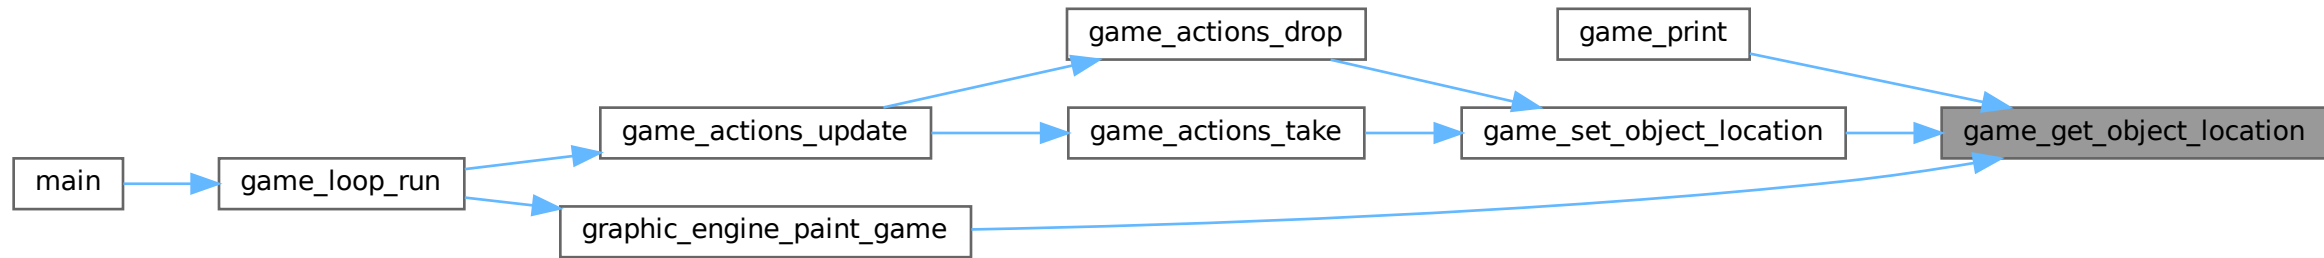 game_actions_drop
game_print
game_actions_update
game_actions_take
game_set_object_location
game_get_object_location
main
game_loop_run
graphic_engine_paint_game